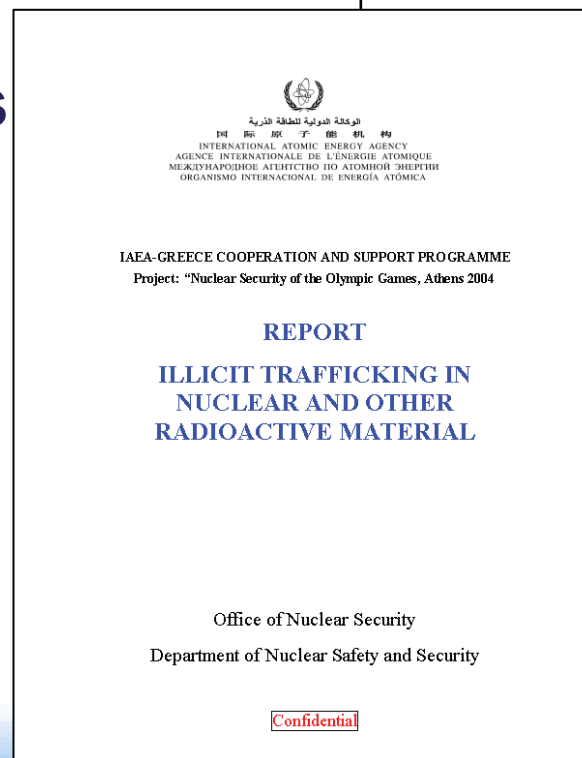 s
الوكالة الدولية للطاقة الذرية
国 际 原 子 能 机 构
INTERNATIONAL ATOMIC ENERGY AGENCY
AGENCE INTERNATIONALE DE L'ÉNERGIE ATOMIQUE
МЕЖДУНАРОДНОЕ АГЕНТСТВО ПО АТОМНОЙ ЭНЕРГИИ
ORGANISMO INTERNACIONAL DE ENERGÍA ATÓMICA
IAEA-GREECE COOPERATION AND SUPPORT PROGRAMME
Project: “Nuclear Security of the Olympic Games, Athens 2004
REPORT
ILLICIT TRAFFICKING IN
NUCLEAR AND OTHER
RADIOACTIVE MATERIAL
Office of Nuclear Security
Department of Nuclear Safety and Security
Confidential